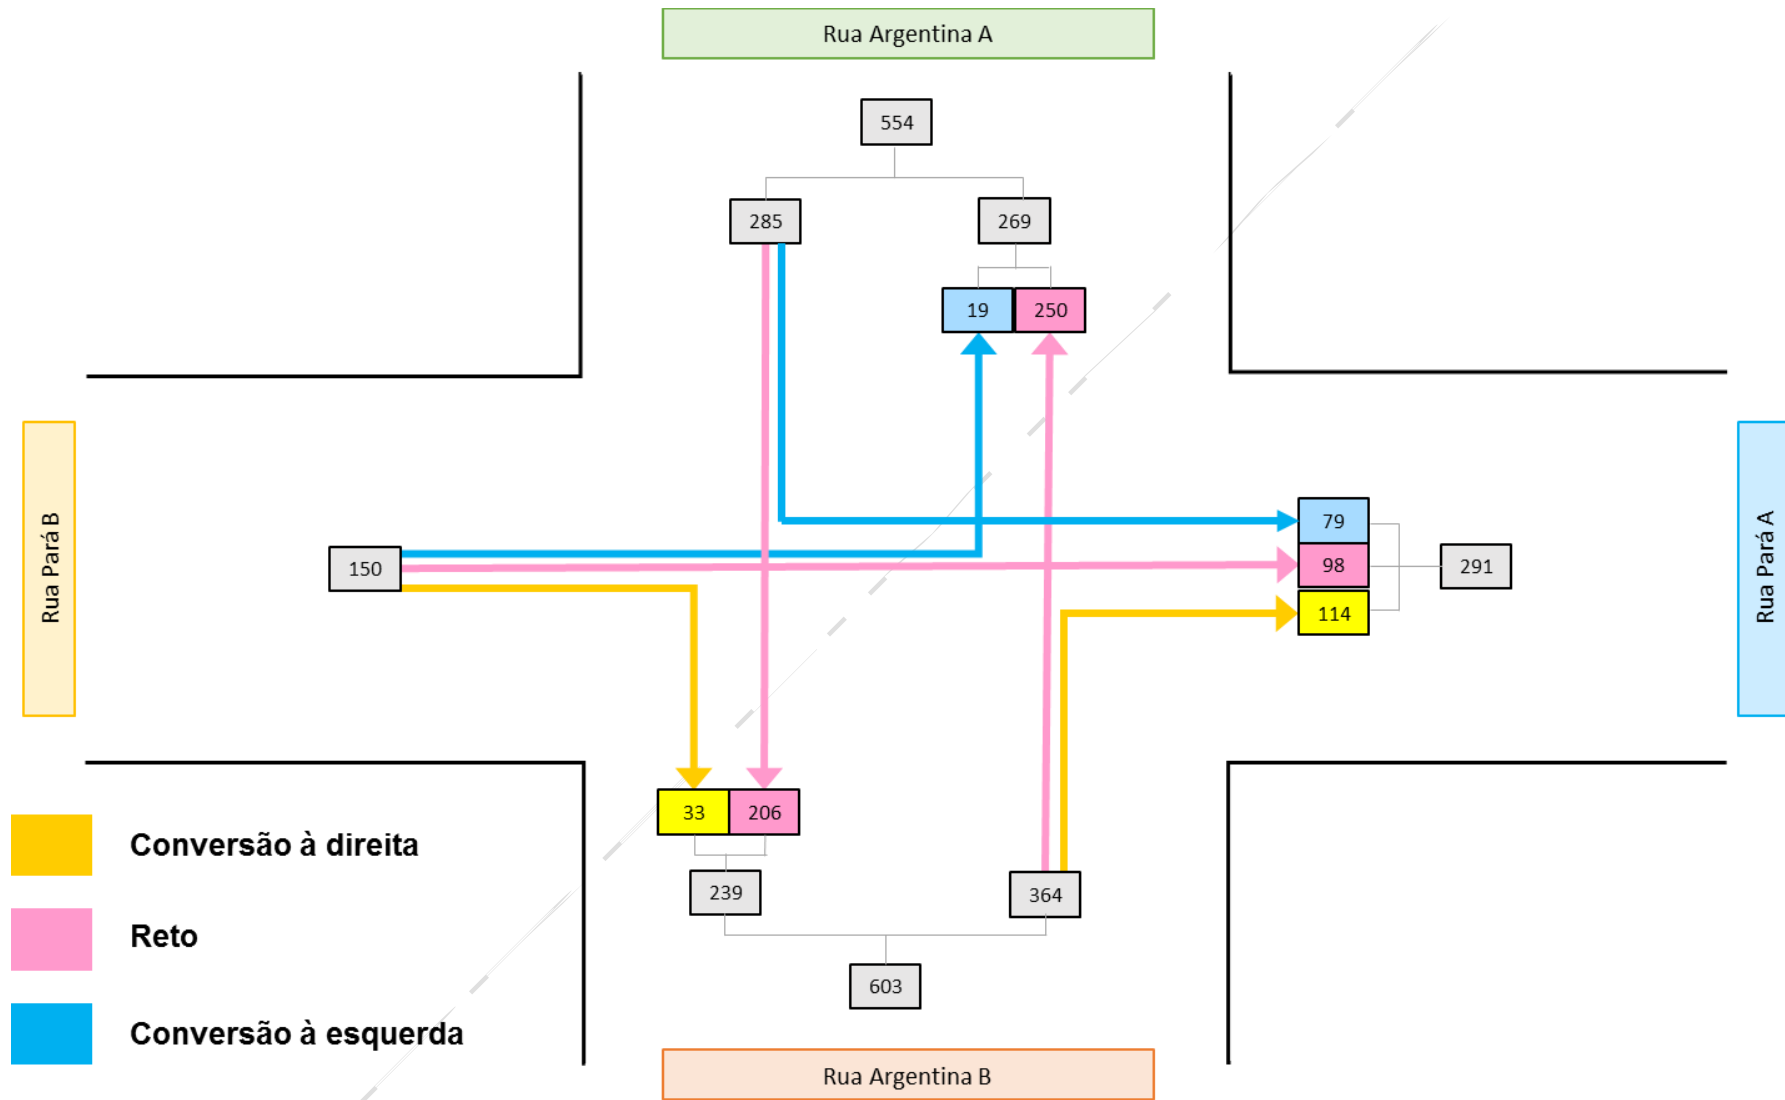 Rua Argentina A
554
285
269
19
250
Rua Pará B
150
79
98
114
291
Rua Pará A
33
206
239
364
603
Conversão à direita
Reto
Conversão à esquerda
Rua Argentina B